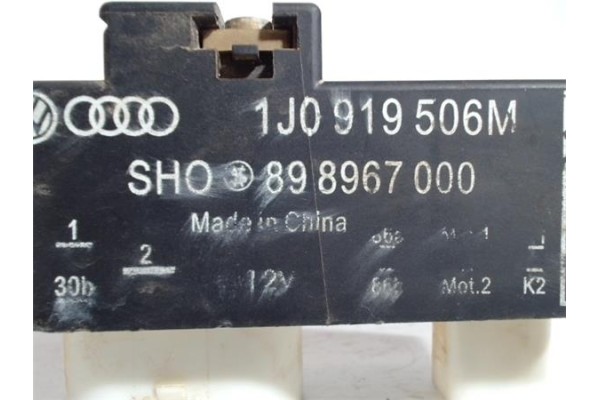 1J0 919 506M
SHO 89 8967 000
Made in China
1
2
30b 12V Mot.2 K2